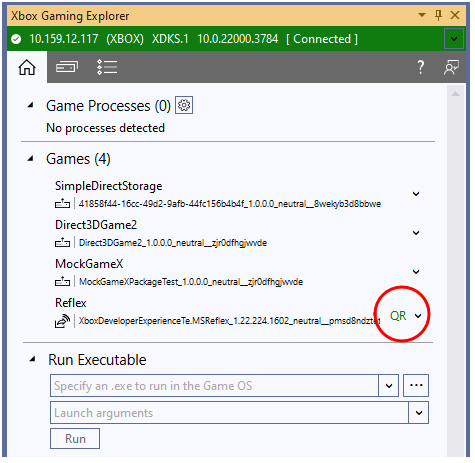 Xbox Gaming Explorer
10.159.12.117 (XBOX) XDKS.1 10.0.22000.3784 [ Connected ]
?
Game Processes (0)
No processes detected
Games (4)
SimpleDirectStorage
41858f44-16cc-49d2-9afb-44fc156b4b4f_1.0.0.0_neutral__8wekyb3d8bbwe
Direct3DGame2
Direct3DGame2_1.0.0.0_neutral__zjr0dfhgjwvde
MockGameX
MockGameXPackageTest_1.0.0.0_neutral__zjr0dfhgjwvde
Reflex
XboxDeveloperExperienceTe.MSReflex_1.22.224.1602_neutral__pmsd8ndztet QR
Run Executable
Specify an .exe to run in the Game OS ...
Launch arguments
Run